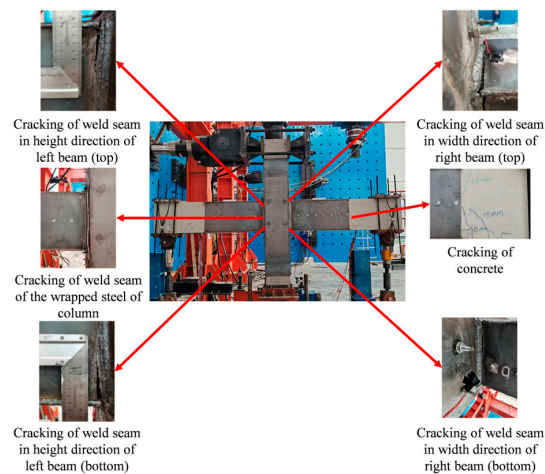 Cracking of weld seam
in height direction of
left beam (top)
Cracking of weld seam
in width direction of
right beam (top)
Cracking of weld seam
of the wrapped steel of
column
15mm
Cracking of
concrete
Cracking of weld seam
in height direction of
left beam (bottom)
Cracking of weld seam
in width direction of
right beam (bottom)